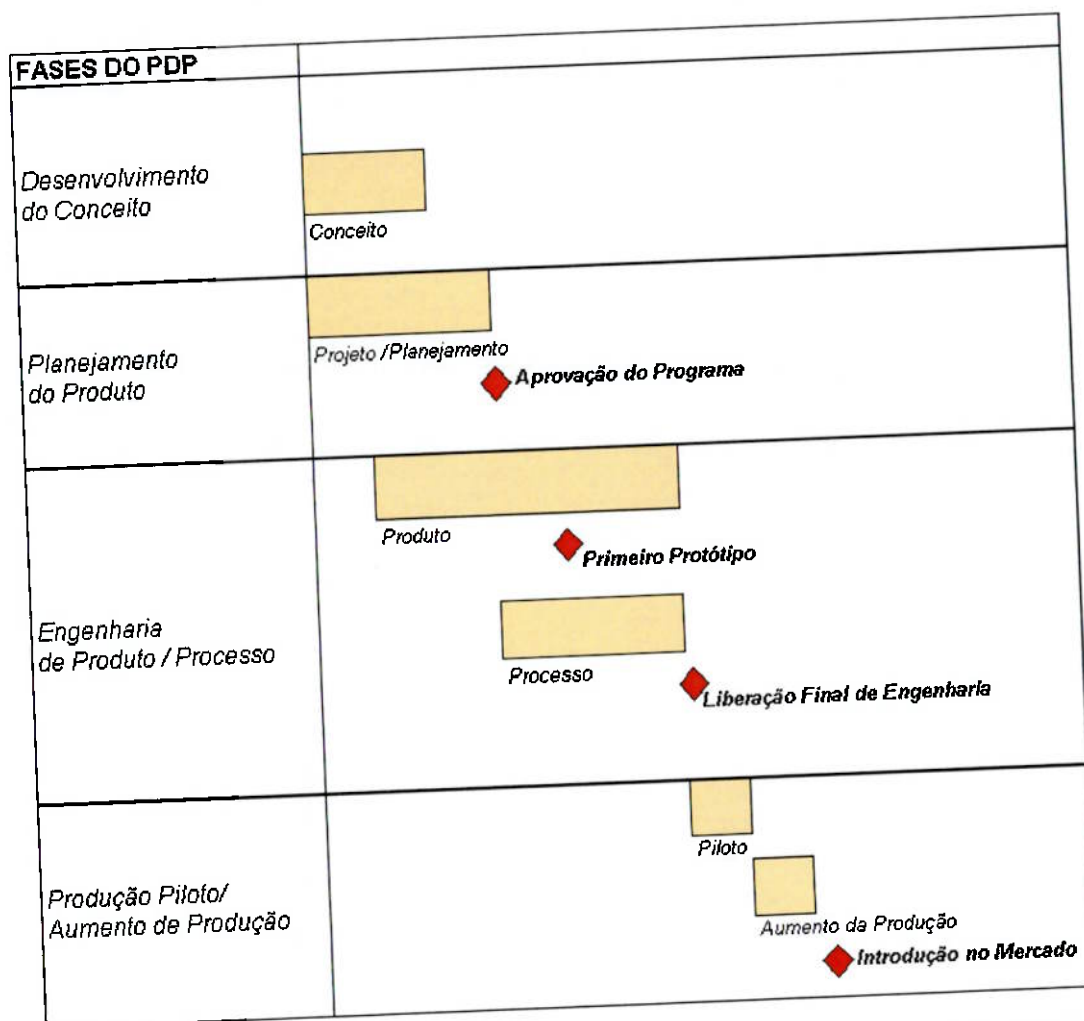 FASES DO PDP
Desenvolvimento
do Conceito
Conceito
Planejamento
do Produto
Projeto /Planejamento
Aprovação do Programa
Engenharia
de Produto / Processo
Produto
Primeiro Protótipo
Processo
Liberação Final de Engenharia
Produção Piloto/
Aumento de Produção
Piloto
Aumento da Produção
Introdução no Mercado